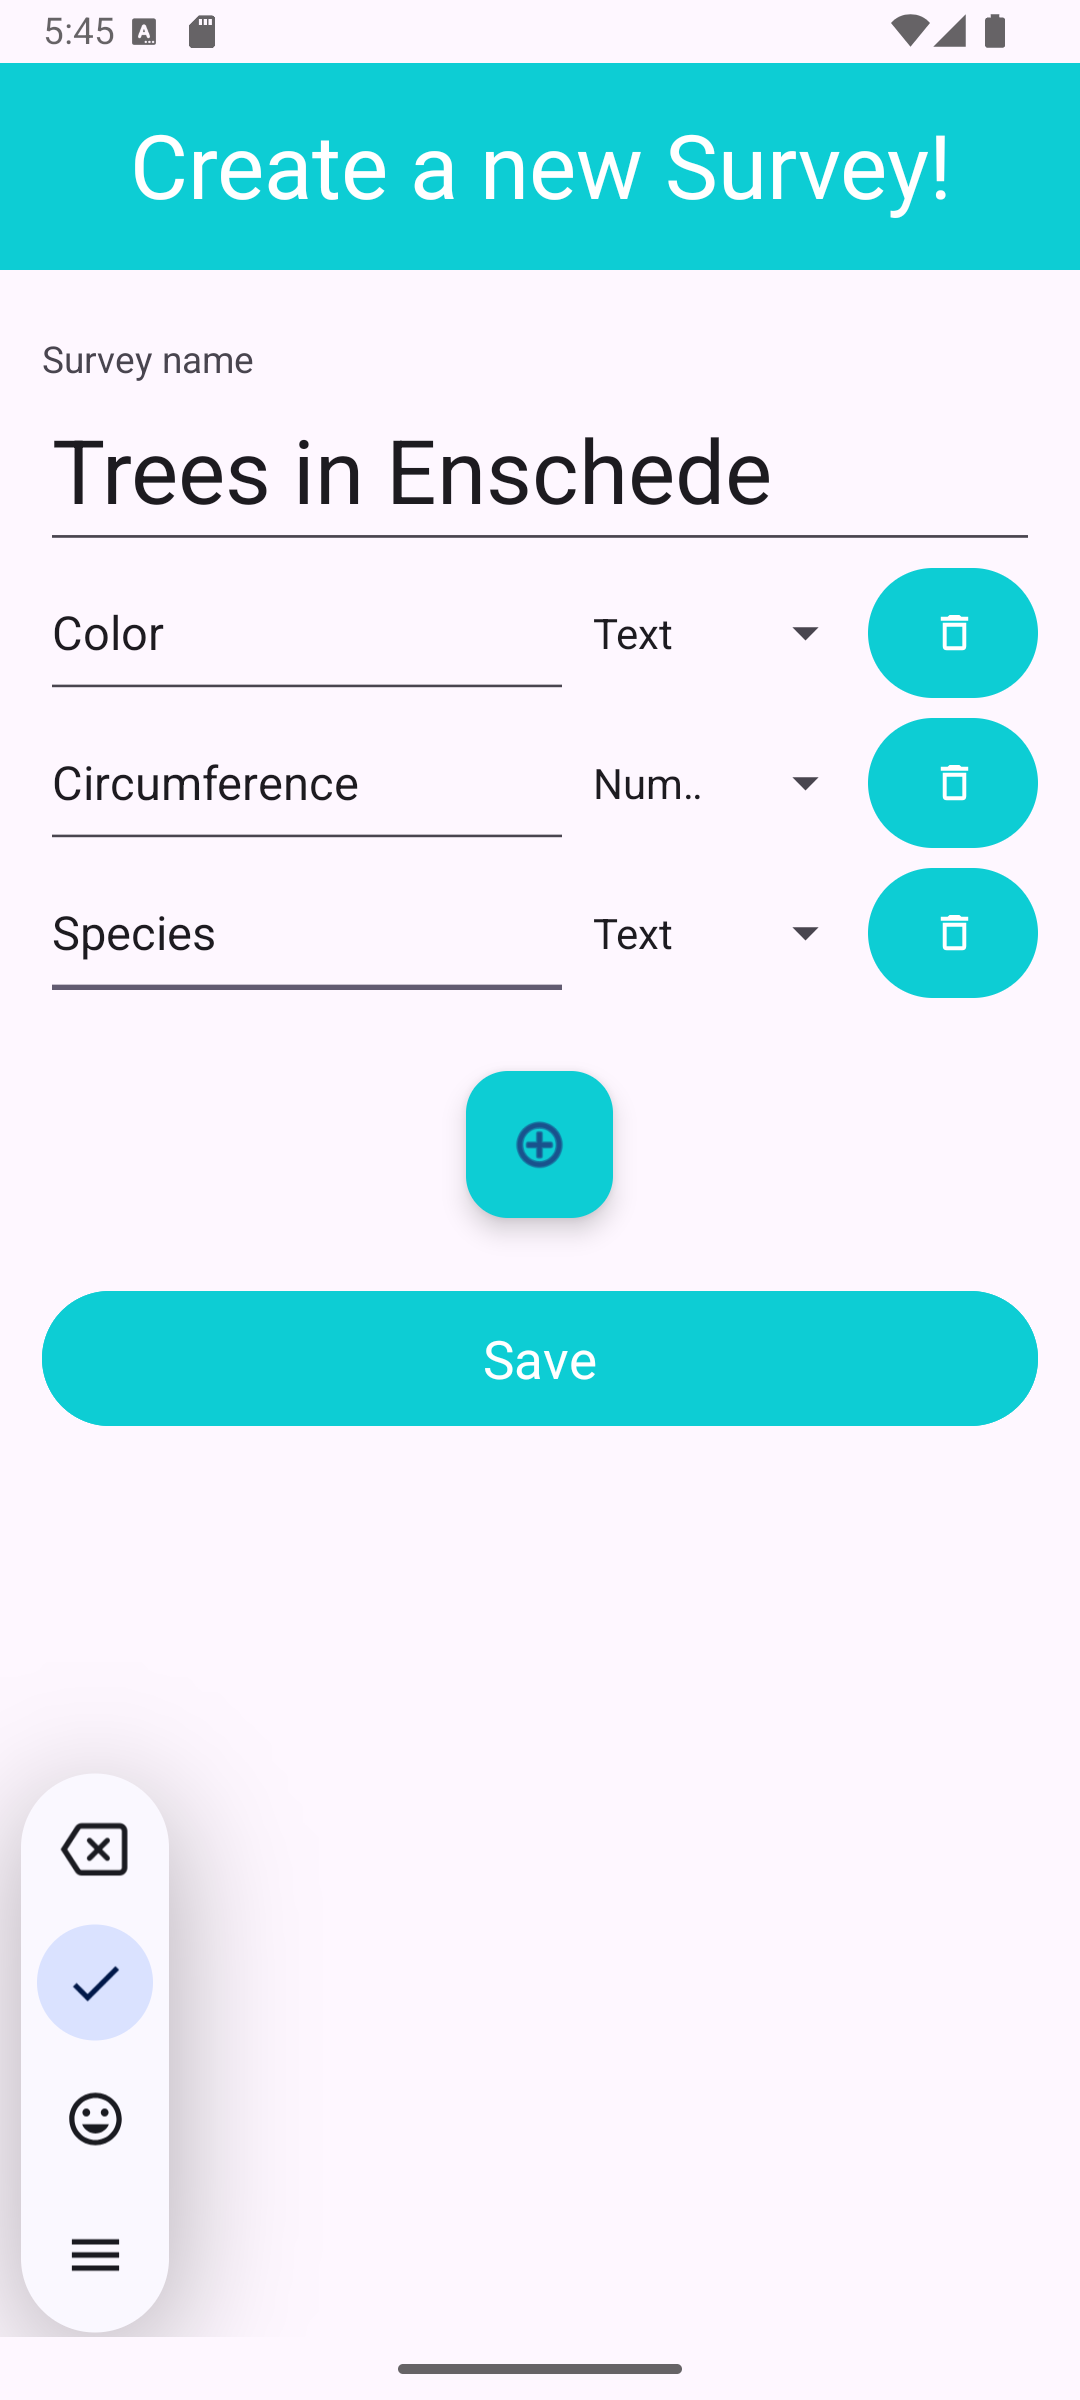 5:45
Create a new Survey!
Survey name
Trees in Enschede
Color Text
Circumference Num..
Species Text
Save